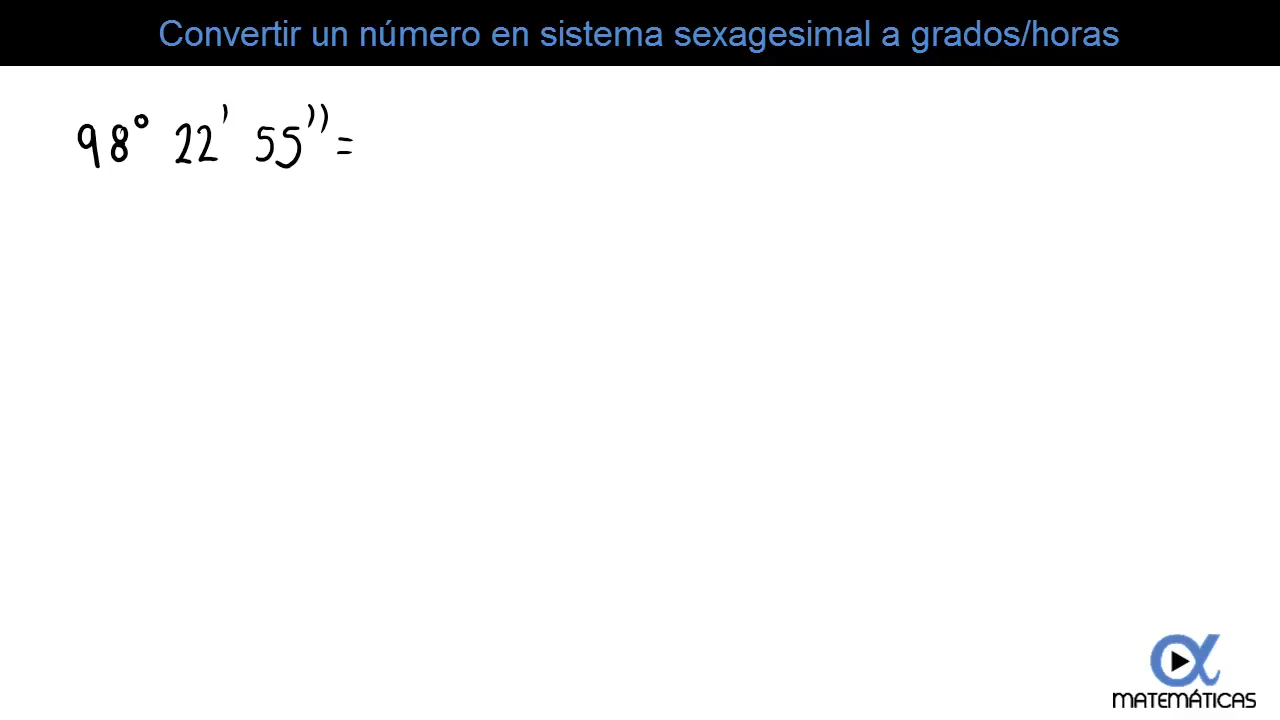 Convertir un número en sistema sexagesimal a grados/horas
98° 22' 55'' =
MATEMÁTICAS